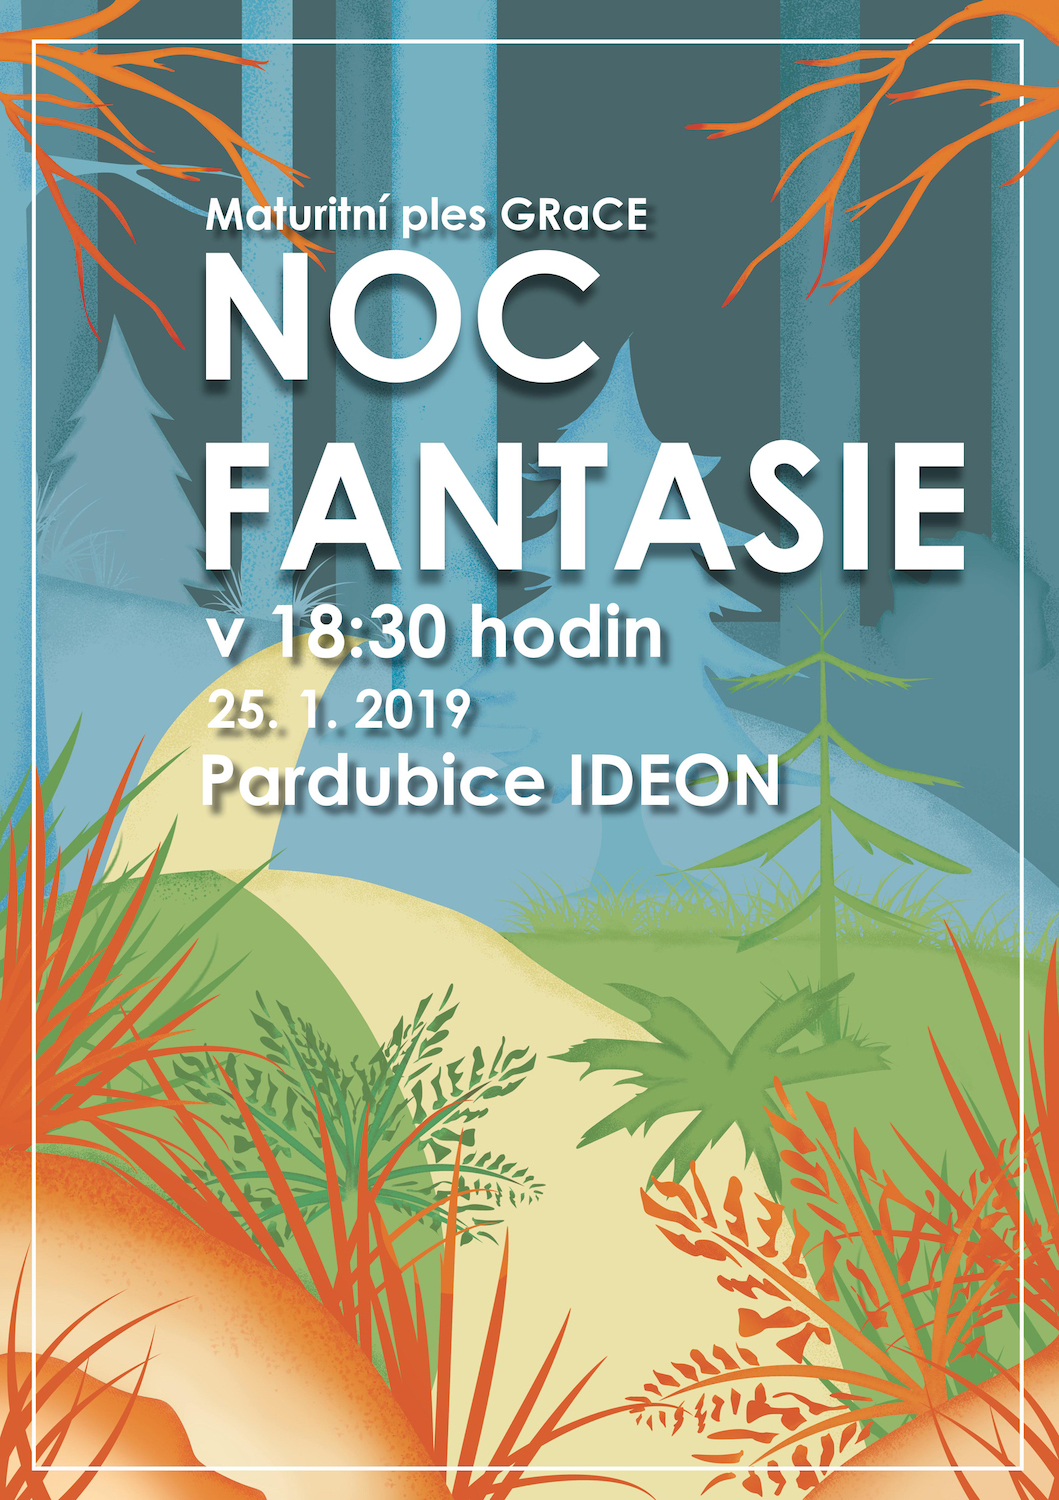 Maturitní ples GRaCE
NOC
FANTASIE
v 18:30 hodin
25. 1. 2019
Pardubice IDEON